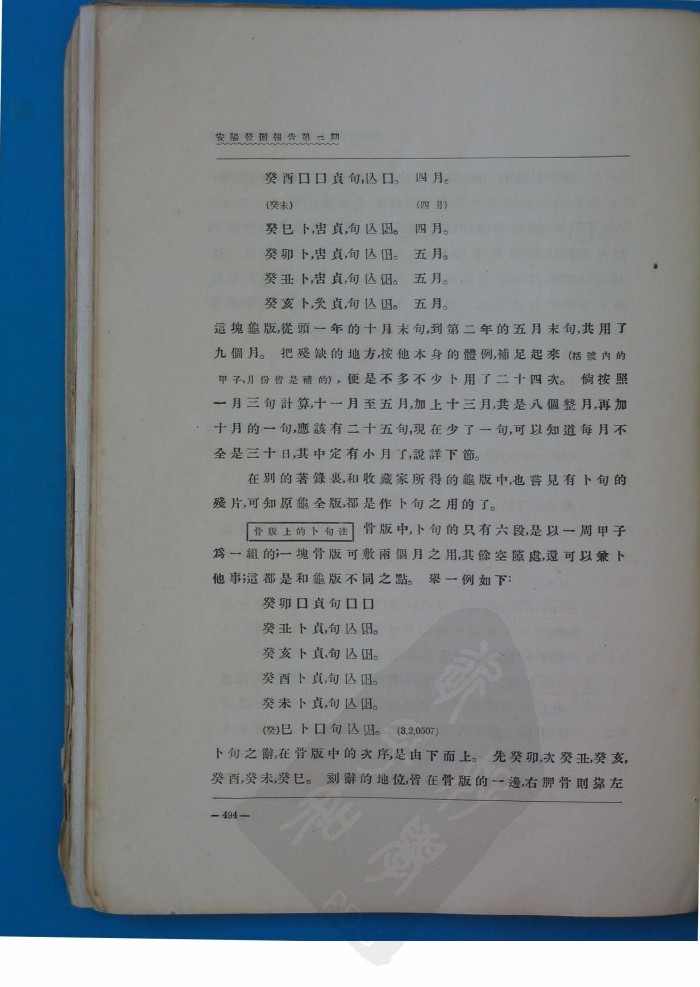 安陽發掘報告第三期
癸酉口口貞旬,亾口。 四月。
(癸未) (四月)
癸巳卜,㞢貞,旬亾𡆥。 四月。
癸卯卜,㞢貞,旬亾𡆥。 五月。
癸丑卜,㞢貞,旬亾𡆥。 五月。
癸亥卜,㞢貞,旬亾𡆥。 五月。
這塊龜版,從頭一年的十月末旬,到第二年的五月末旬,共用了
九個月。 把殘缺的地方,按他本身的體例,補足起來(括號內的
甲子,月份皆是補的),便是不多不少卜用了二十四次。 倘按照
一月三旬計算,十一月至五月,加上十三月,共是八個整月,再加
十月的一旬,應該有二十五旬,現在少了一旬,可以知道每月不
全是三十日,其中定有小月了,說詳下節。
在別的著錄裏,和收藏家所得的龜版中,也嘗見有卜旬的
殘片,可知原龜全版,都是作卜旬之用的了。
骨版上的卜旬法 骨版中,卜旬的只有六段,是以一周甲子
爲一組的;一塊骨版可敷兩個月之用,其餘空隙處,還可以兼卜
他事;這都是和龜版不同之點。 舉一例如下:
癸卯口貞旬口口
癸丑卜貞,旬亾𡆥。
癸亥卜貞,旬亾𡆥。
癸酉卜貞,旬亾𡆥。
癸未卜貞,旬亾𡆥。
(癸)巳卜口旬亾𡆥。 (3,2,0507)
卜旬之辭,在骨版中的次序,是由下而上。 先癸卯,次癸丑,癸亥,
癸酉,癸未,癸巳。 刻辭的地位,皆在骨版的一邊,右胛骨則靠左
—494—